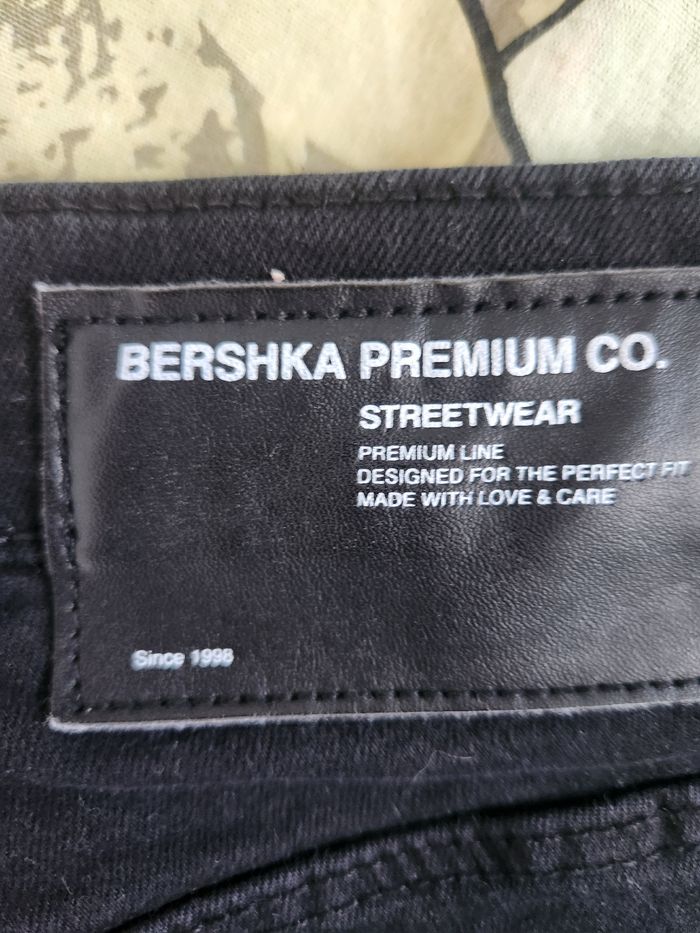 BERSHKA PREMIUM CO.
STREETWEAR
PREMIUM LINE
DESIGNED FOR THE PERFECT FIT
MADE WITH LOVE & CARE
Since 1998